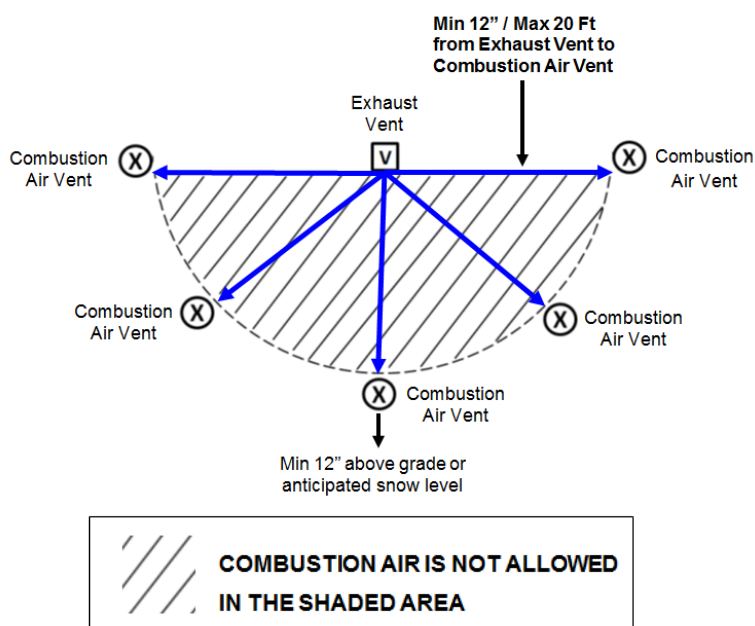 Min 12” / Max 20 Ft
from Exhaust Vent to
Combustion Air Vent
Exhaust
Vent
V
X
Combustion
Air Vent
X
Combustion
Air Vent
X
Combustion
Air Vent
X
Combustion
Air Vent
X
Combustion
Air Vent
Min 12” above grade or
anticipated snow level
COMBUSTION AIR IS NOT ALLOWED
IN THE SHADED AREA